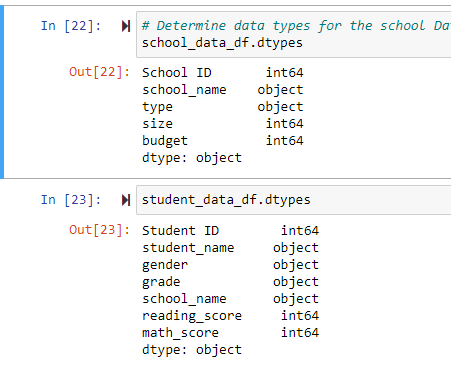 In [22]: # Determine data types for the school Da
school_data_df.dtypes
Out[22]: School ID int64
school_name object
type object
size int64
budget int64
dtype: object
In [23]: student_data_df.dtypes
Out[23]: Student ID int64
student_name object
gender object
grade object
school_name object
reading_score int64
math_score int64
dtype: object